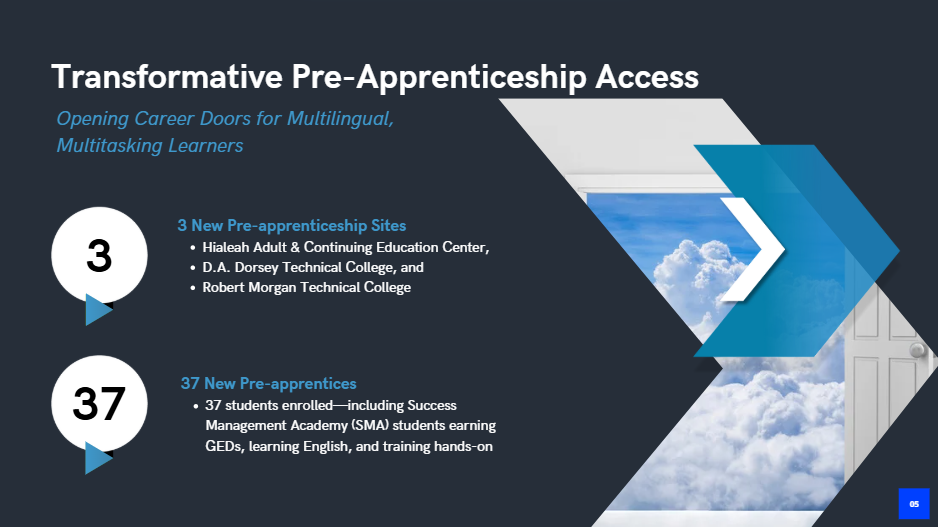 Transformative Pre-Apprenticeship Access
Opening Career Doors for Multilingual,
Multitasking Learners
3
3 New Pre-apprenticeship Sites
• Hialeah Adult & Continuing Education Center,
• D.A. Dorsey Technical College, and
• Robert Morgan Technical College
37
37 New Pre-apprentices
• 37 students enrolled—including Success
Management Academy (SMA) students earning
GEDs, learning English, and training hands-on
05